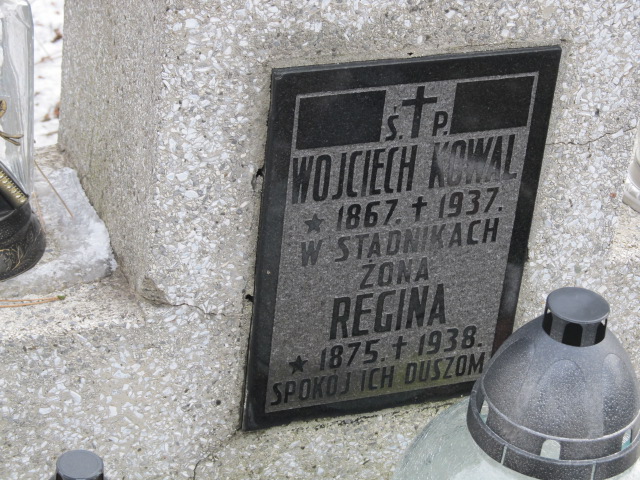 Ś. P.
WOJCIECH KOWAL
* 1867. † 1937.
W STADNIKACH
ŻONA
REGINA
* 1875. † 1938.
SPOKÓJ ICH DUSZOM